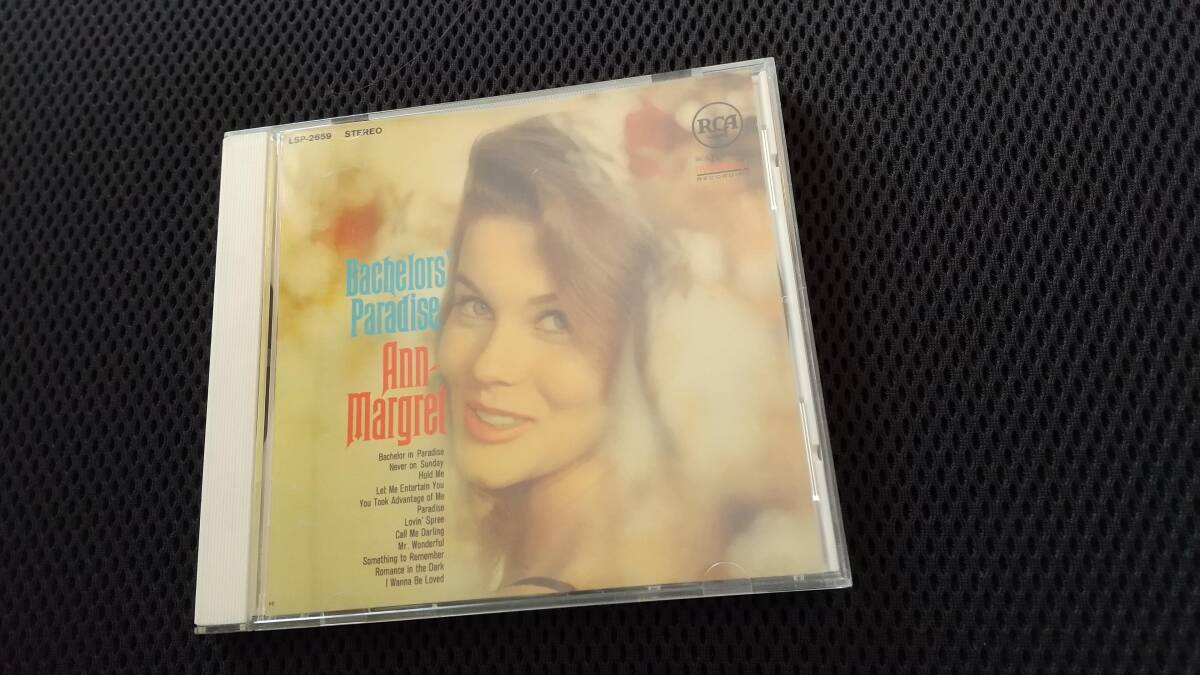 LSP-2659 STEREO
RCA
RECORDING
Bachelors'
Paradise
Ann-
Margret
Bachelor in Paradise
Never on Sunday
Hold Me
Let Me Entertain You
You Took Advantage of Me
Paradise
Lovin' Spree
Call Me Darling
Mr. Wonderful
Something to Remember
Romance in the Dark
I Wanna Be Loved